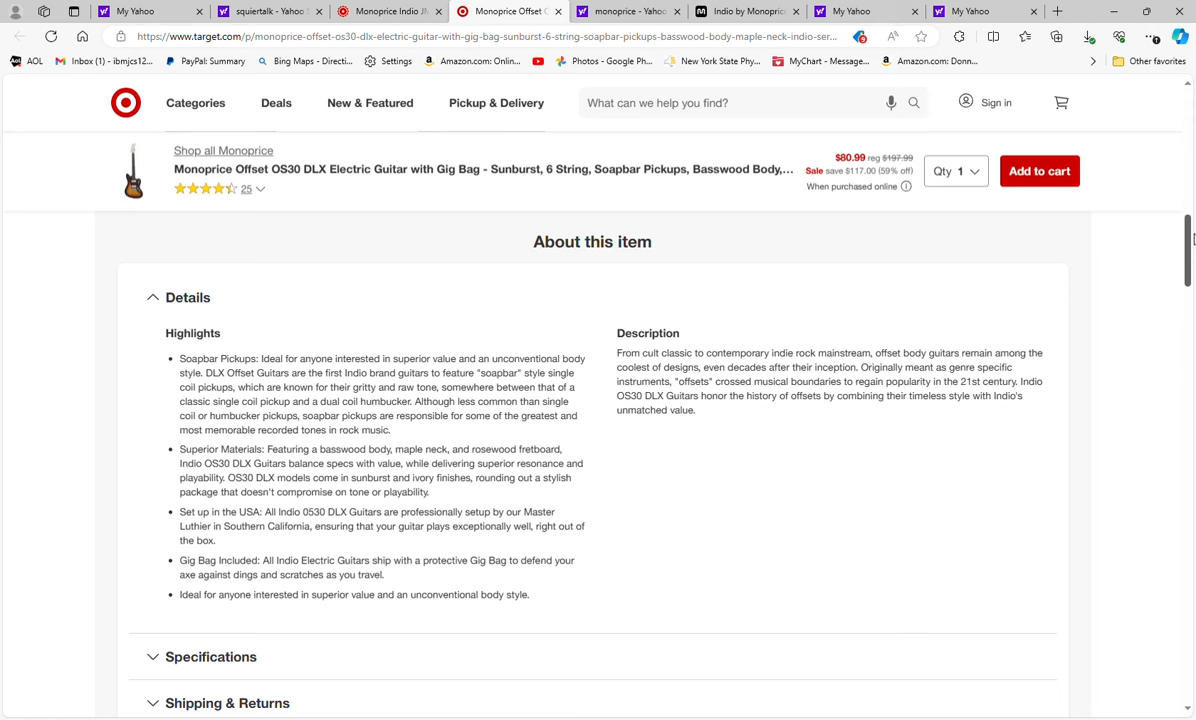 My Yahoo
squiertalk - Yahoo S
Monoprice Indio JM
Monoprice Offset O
monoprice - Yahoo
Indio by Monoprice
My Yahoo
My Yahoo
https://www.target.com/p/monoprice-offset-os30-dlx-electric-guitar-with-gig-bag-sunburst-6-string-soapbar-pickups-basswood-body-maple-neck-indio-ser...
AOL
Inbox (1) - ibmjcs12...
PayPal: Summary
Bing Maps - Directi...
Settings
Amazon.com: Onlin...
Photos - Google Ph...
New York State Phy...
MyChart - Message...
Amazon.com: Donn...
Other favorites
Categories
Deals
New & Featured
Pickup & Delivery
What can we help you find?
Sign in
Shop all Monoprice
Monoprice Offset OS30 DLX Electric Guitar with Gig Bag - Sunburst, 6 String, Soapbar Pickups, Basswood Body,...
25
$80.99 reg $197.99
Sale save $117.00 (59% off)
When purchased online
Qty 1
Add to cart
About this item
Details
Highlights
Soapbar Pickups: Ideal for anyone interested in superior value and an unconventional body
style. DLX Offset Guitars are the first Indio brand guitars to feature "soapbar" style single
coil pickups, which are known for their gritty and raw tone, somewhere between that of a
classic single coil pickup and a dual coil humbucker. Although less common than single
coil or humbucker pickups, soapbar pickups are responsible for some of the greatest and
most memorable recorded tones in rock music.
Superior Materials: Featuring a basswood body, maple neck, and rosewood fretboard,
Indio OS30 DLX Guitars balance specs with value, while delivering superior resonance and
playability. OS30 DLX models come in sunburst and ivory finishes, rounding out a stylish
package that doesn't compromise on tone or playability.
Set up in the USA: All Indio 0530 DLX Guitars are professionally setup by our Master
Luthier in Southern California, ensuring that your guitar plays exceptionally well, right out of
the box.
Gig Bag Included: All Indio Electric Guitars ship with a protective Gig Bag to defend your
axe against dings and scratches as you travel.
Ideal for anyone interested in superior value and an unconventional body style.
Description
From cult classic to contemporary indie rock mainstream, offset body guitars remain among the
coolest of designs, even decades after their inception. Originally meant as genre specific
instruments, "offsets" crossed musical boundaries to regain popularity in the 21st century. Indio
OS30 DLX Guitars honor the history of offsets by combining their timeless style with Indio's
unmatched value.
Specifications
Shipping & Returns